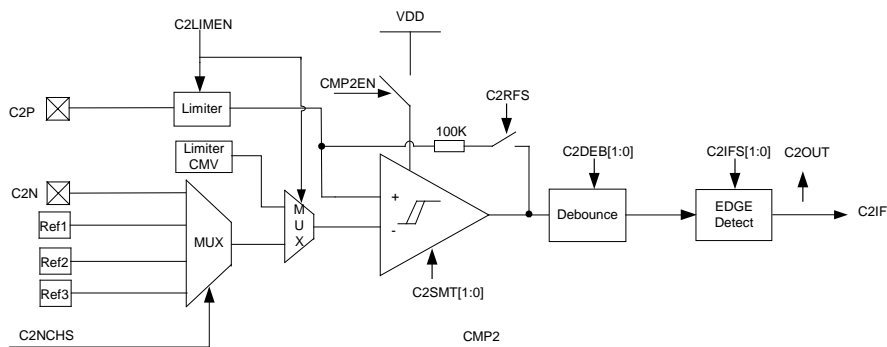 C2LIMEN
VDD
CMP2EN
C2RFS
C2P
Limiter
100K
C2DEB[1:0]
C2IFS[1:0]
C2OUT
Limiter
CMV
C2N
MUX
+
-
Debounce
EDGE
Detect
C2IF
Ref1
MUX
Ref2
Ref3
C2SMT[1:0]
C2NCHS
CMP2